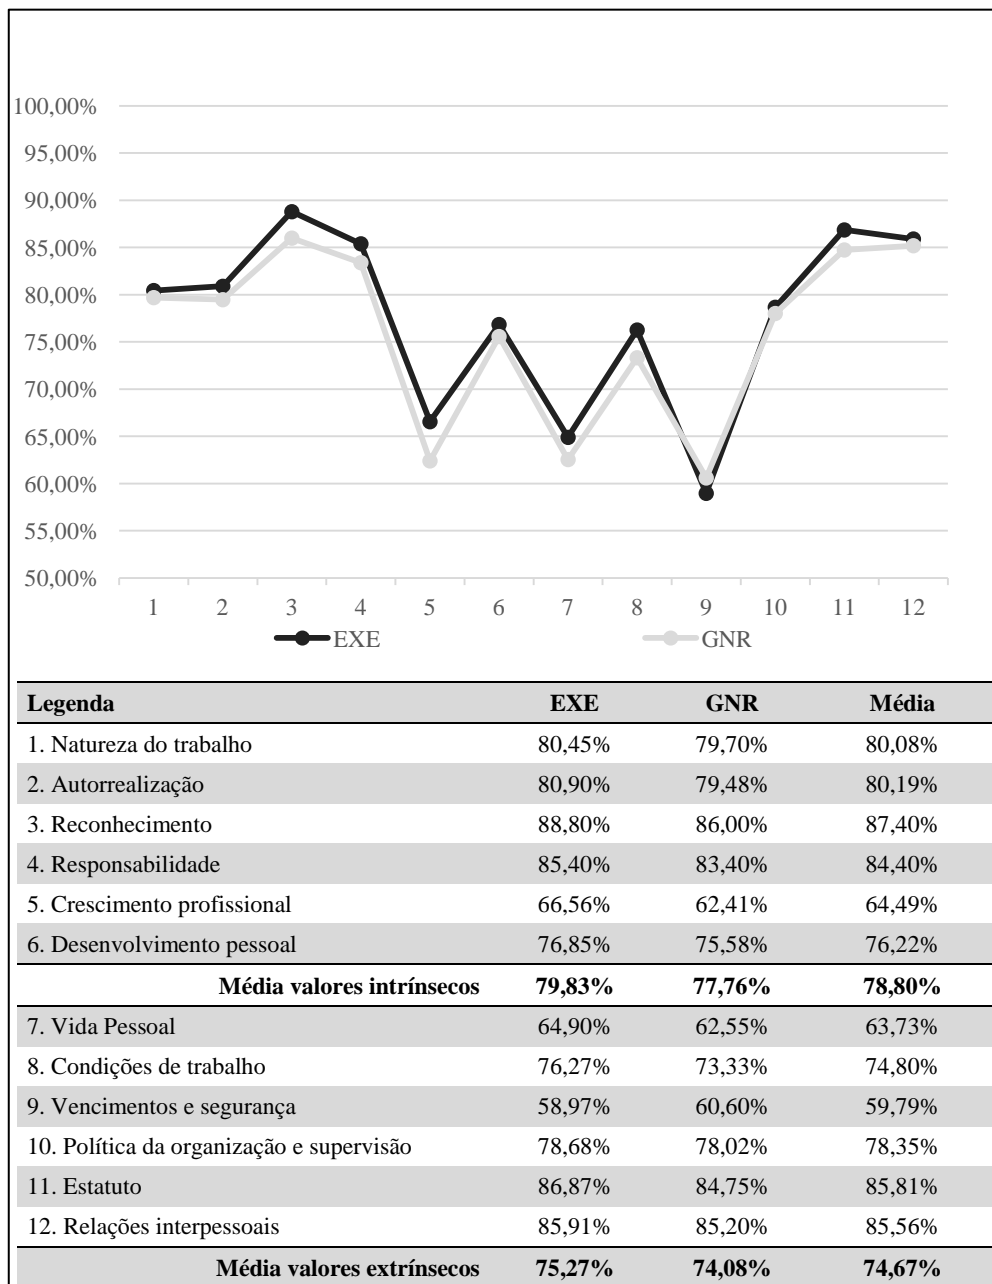 100,00%
95,00%
90,00%
85,00%
80,00%
75,00%
70,00%
65,00%
60,00%
55,00%
50,00%
1 2 3 4 5 6 7 8 9 10 11 12
EXE GNR
Legenda EXE GNR Média
1. Natureza do trabalho 80,45% 79,70% 80,08%
2. Autorrealização 80,90% 79,48% 80,19%
3. Reconhecimento 88,80% 86,00% 87,40%
4. Responsabilidade 85,40% 83,40% 84,40%
5. Crescimento profissional 66,56% 62,41% 64,49%
6. Desenvolvimento pessoal 76,85% 75,58% 76,22%
Média valores intrínsecos 79,83% 77,76% 78,80%
7. Vida Pessoal 64,90% 62,55% 63,73%
8. Condições de trabalho 76,27% 73,33% 74,80%
9. Vencimentos e segurança 58,97% 60,60% 59,79%
10. Política da organização e supervisão 78,68% 78,02% 78,35%
11. Estatuto 86,87% 84,75% 85,81%
12. Relações interpessoais 85,91% 85,20% 85,56%
Média valores extrínsecos 75,27% 74,08% 74,67%